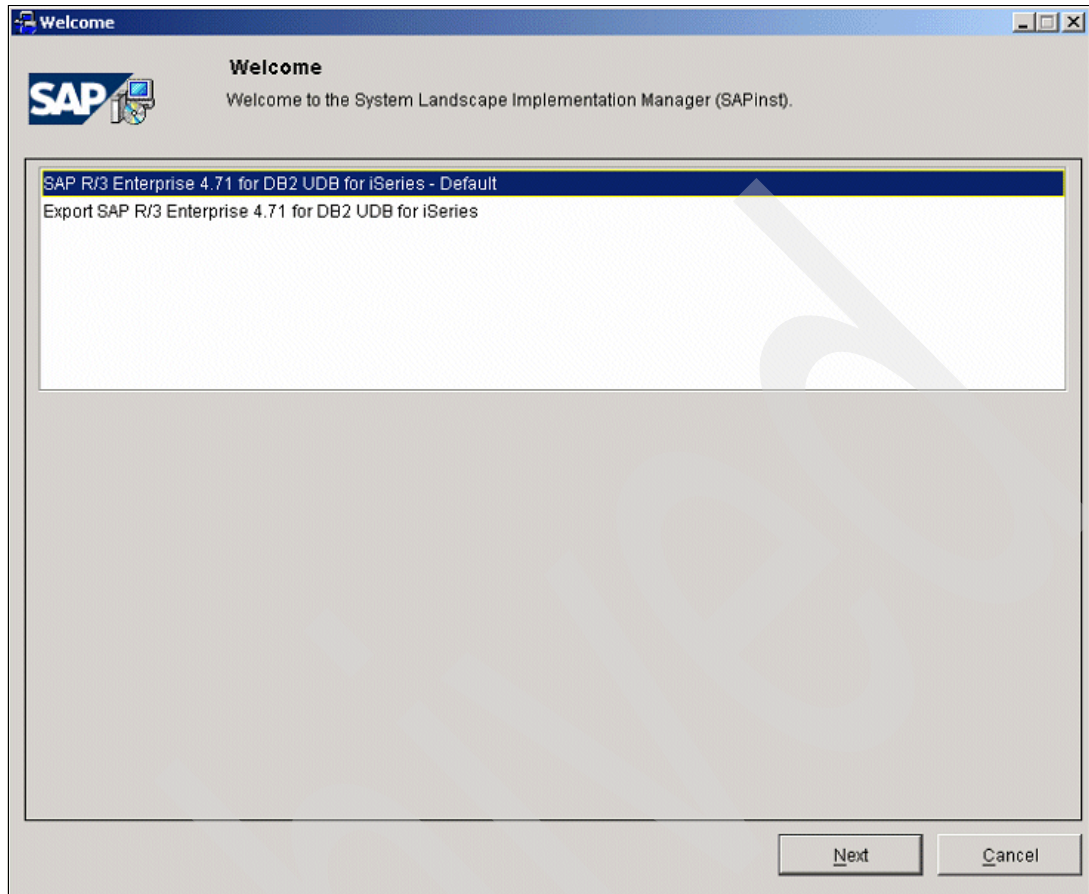 Welcome
SAP
Welcome
Welcome to the System Landscape Implementation Manager (SAPinst).
SAP R/3 Enterprise 4.71 for DB2 UDB for iSeries - Default
Export SAP R/3 Enterprise 4.71 for DB2 UDB for iSeries
Next
Cancel